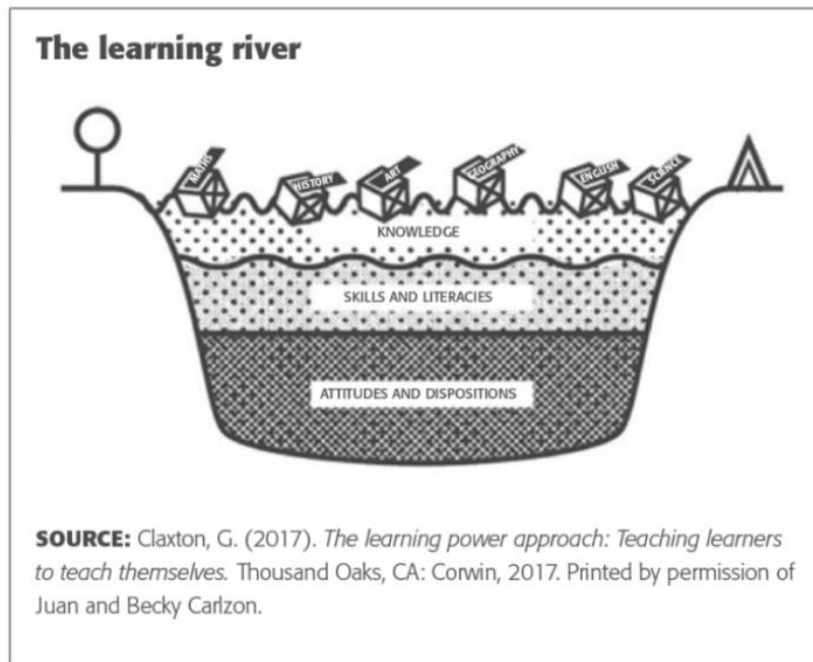 The learning river
MATHS
HISTORY
ART
GEOGRAPHY
ENGLISH
SCIENCE
KNOWLEDGE
SKILLS AND LITERACIES
ATTITUDES AND DISPOSITIONS
SOURCE: Claxton, G. (2017). The learning power approach: Teaching learners
to teach themselves. Thousand Oaks, CA: Corwin, 2017. Printed by permission of
Juan and Becky Carlzon.